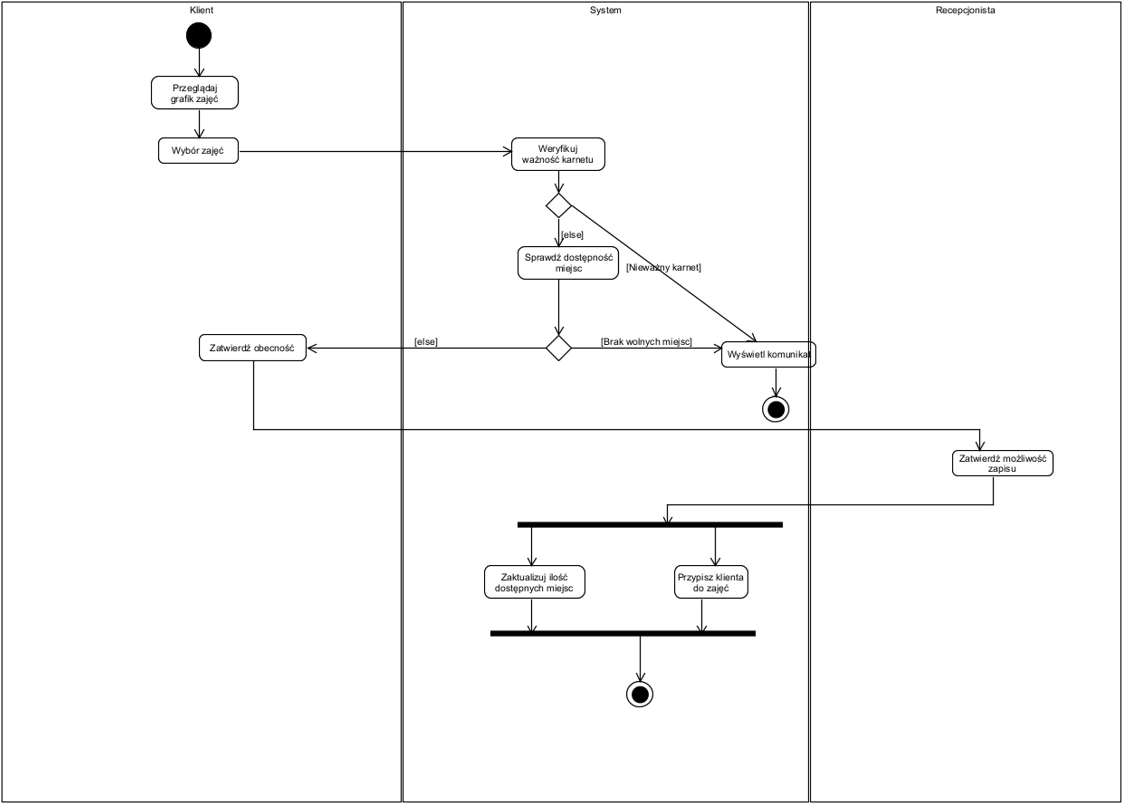 Klient
System
Recepcjonista
Przeglądaj
grafik zajęć
Wybór zajęć
Weryfikuj
ważność karnetu
[else]
Sprawdź dostępność
miejsc
[Nieważny karnet]
Zatwierdź obecność
[else]
[Brak wolnych miejsc]
Wyświetl komunikat
Zatwierdź możliwość
zapisu
Zaktualizuj ilość
dostępnych miejsc
Przypisz klienta
do zajęć